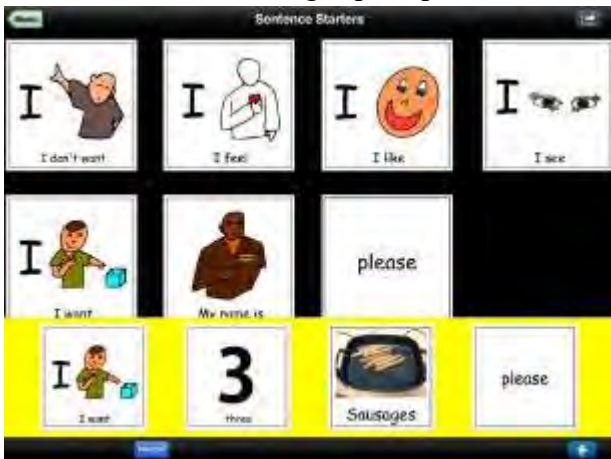 Sentence Starters
I
I don't want
I
I feel
I
I like
I
I see
I
I want
My name is
please
I
I want
3
three
Sausages
please